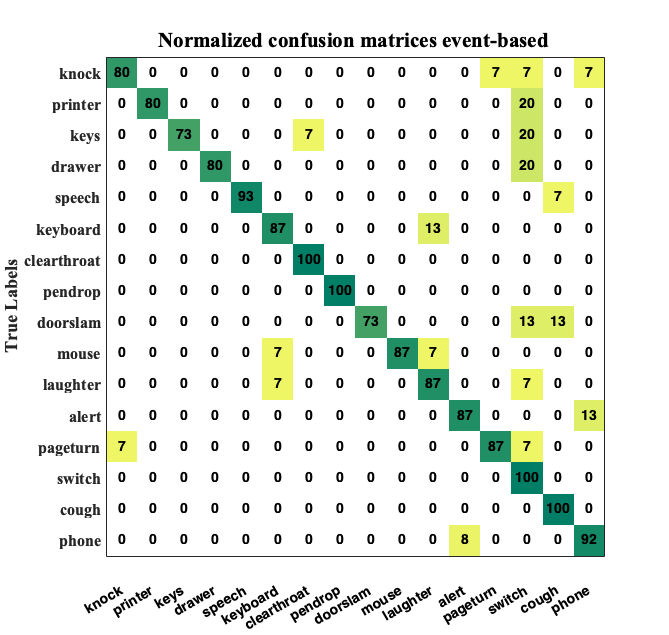 Normalized confusion matrices event-based
True Labels
knock 80 0 0 0 0 0 0 0 0 0 0 0 7 7 0 7
printer 0 80 0 0 0 0 0 0 0 0 0 0 0 20 0 0
keys 0 0 73 0 0 0 7 0 0 0 0 0 0 20 0 0
drawer 0 0 0 80 0 0 0 0 0 0 0 0 0 20 0 0
speech 0 0 0 0 93 0 0 0 0 0 0 0 0 0 7 0
keyboard 0 0 0 0 0 87 0 0 0 0 13 0 0 0 0 0
clearthroat 0 0 0 0 0 0 100 0 0 0 0 0 0 0 0 0
pendrop 0 0 0 0 0 0 0 100 0 0 0 0 0 0 0 0
doorslam 0 0 0 0 0 0 0 0 73 0 0 0 0 13 13 0
mouse 0 0 0 0 0 7 0 0 0 87 7 0 0 0 0 0
laughter 0 0 0 0 0 7 0 0 0 0 87 0 0 7 0 0
alert 0 0 0 0 0 0 0 0 0 0 0 87 0 0 0 13
pageturn 7 0 0 0 0 0 0 0 0 0 0 0 87 7 0 0
switch 0 0 0 0 0 0 0 0 0 0 0 0 0 100 0 0
cough 0 0 0 0 0 0 0 0 0 0 0 0 0 0 100 0
phone 0 0 0 0 0 0 0 0 0 0 0 8 0 0 0 92
knock printer keys drawer speech keyboard clearthroat pendrop doorslam mouse laughter alert pageturn switch cough phone